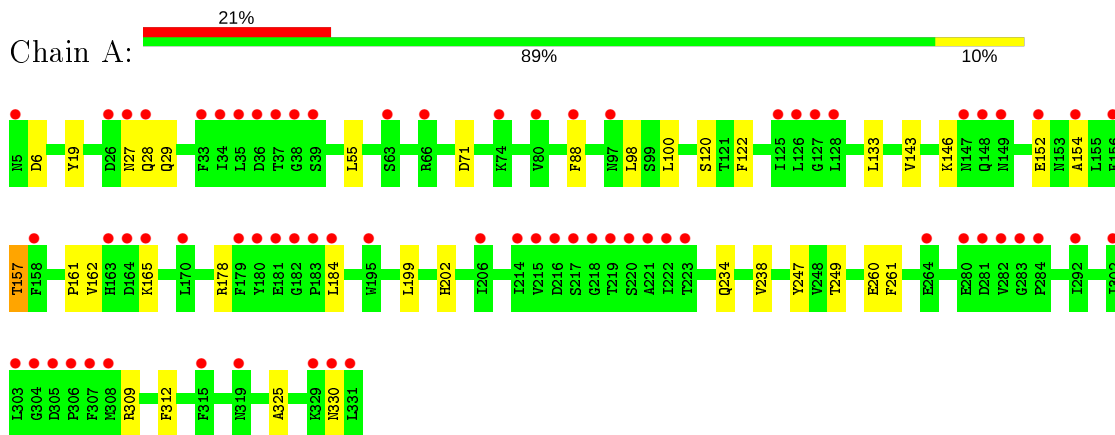 21%
Chain A:
89%
10%
N5 D6 Y19 D26 N27 Q28 Q29 F33 I34 L35 D36 T37 G38 S39 L55 S63 R66 D71 K74 V80 F88 N97 L98 S99 L100 S120 T121 F122 I125 L126 G127 L128 L133 V143 K146 N147 Q148 N149 E152 N153 A154 L155
T157 F158 P161 V162 H163 D164 K165 L170 R178 F179 Y180 E181 G182 P183 L184 W195 L199 H202 I206 I214 V215 D216 S217 G218 T219 S220 A221 I222 T223 Q234 V238 Y247 V248 T249 E260 F261 E264 E280 D281 V282 G283 P284 I292
L303 G304 D305 P306 F307 M308 R309 F312 F315 N319 A325 K329 N330 L331